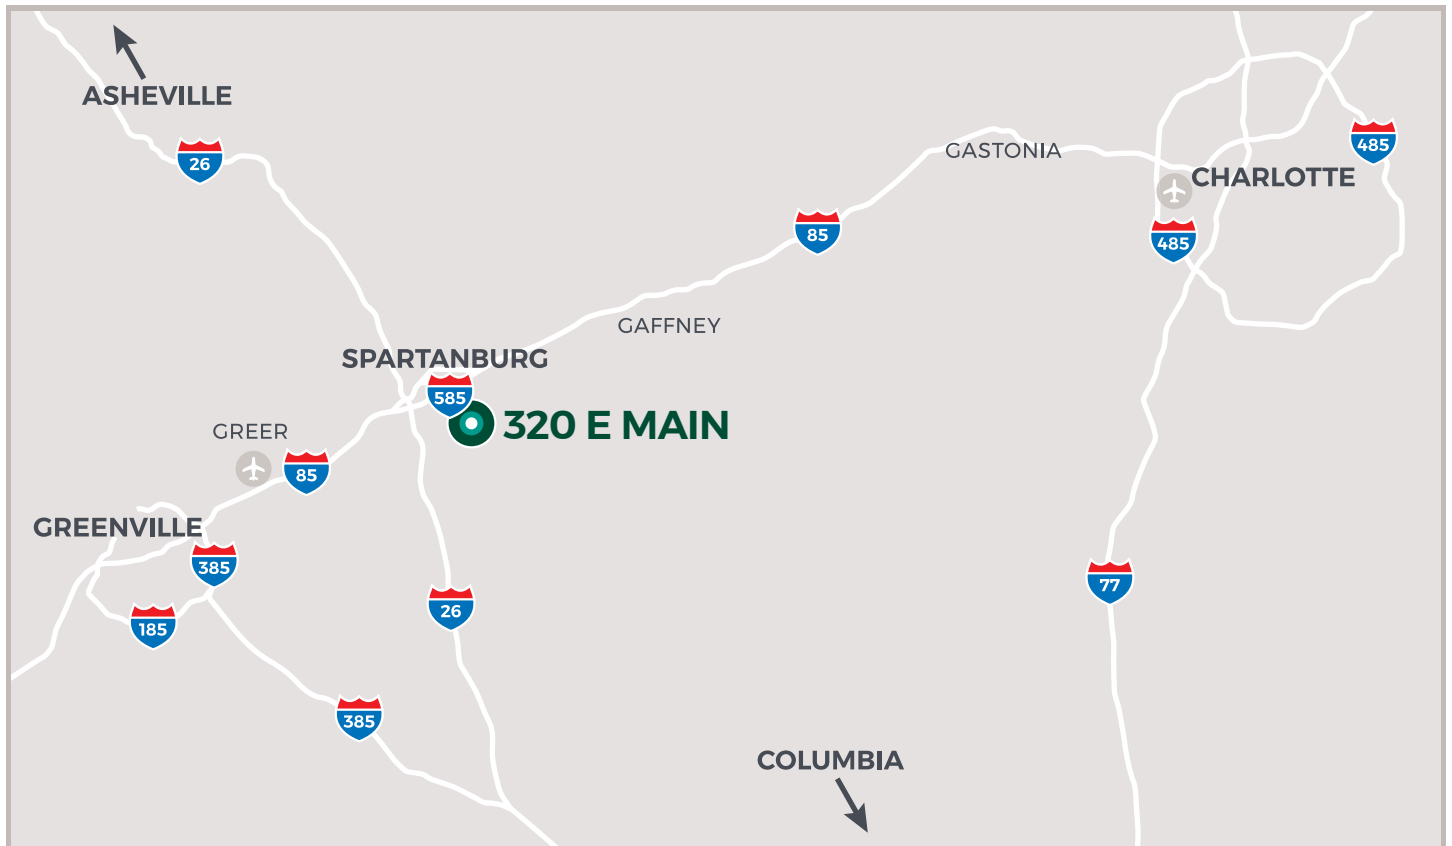 ASHEVILLE
26
GASTONIA
485
CHARLOTTE
85
485
GAFFNEY
SPARTANBURG
585
320 E MAIN
GREER
85
GREENVILLE
385
185
26
77
385
COLUMBIA